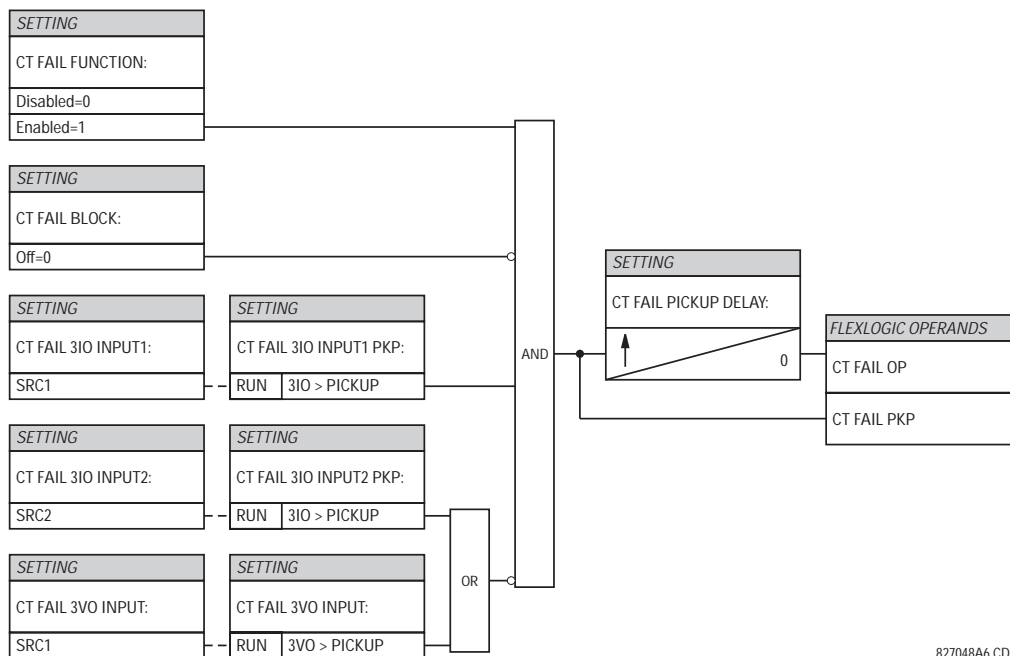 SETTING
CT FAIL FUNCTION:
Disabled=0
Enabled=1
SETTING
CT FAIL BLOCK:
Off=0
SETTING
CT FAIL 3IO INPUT1:
SRC1
SETTING
CT FAIL 3IO INPUT1 PKP:
RUN 3IO > PICKUP
SETTING
CT FAIL 3IO INPUT2:
SRC2
SETTING
CT FAIL 3IO INPUT2 PKP:
RUN 3IO > PICKUP
SETTING
CT FAIL 3VO INPUT:
SRC1
SETTING
CT FAIL 3VO INPUT:
RUN 3VO > PICKUP
OR
AND
SETTING
CT FAIL PICKUP DELAY:
0
FLEXLOGIC OPERANDS
CT FAIL OP
CT FAIL PKP
827048A6.CD